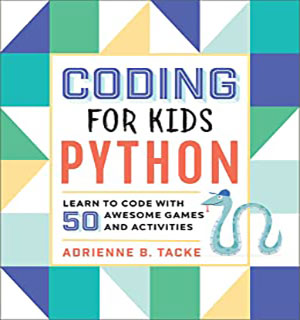 CODING
FOR KIDS
PYTHON
LEARN TO CODE WITH
50 AWESOME GAMES
AND ACTIVITIES
ADRIENNE B. TACKE